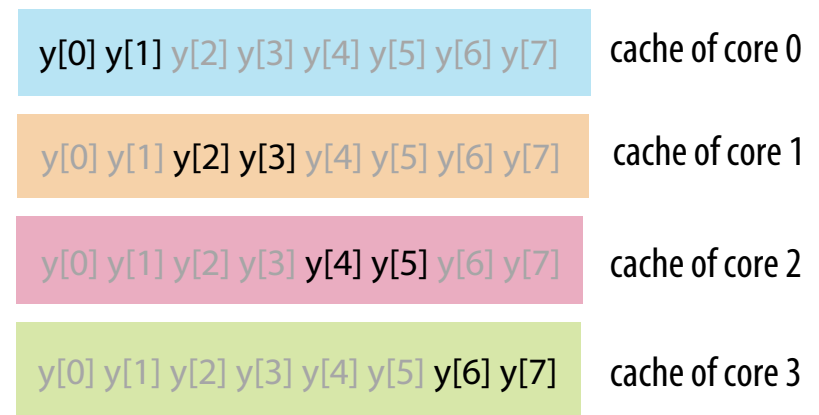 y[0] y[1] y[2] y[3] y[4] y[5] y[6] y[7] cache of core 0
y[0] y[1] y[2] y[3] y[4] y[5] y[6] y[7] cache of core 1
y[0] y[1] y[2] y[3] y[4] y[5] y[6] y[7] cache of core 2
y[0] y[1] y[2] y[3] y[4] y[5] y[6] y[7] cache of core 3